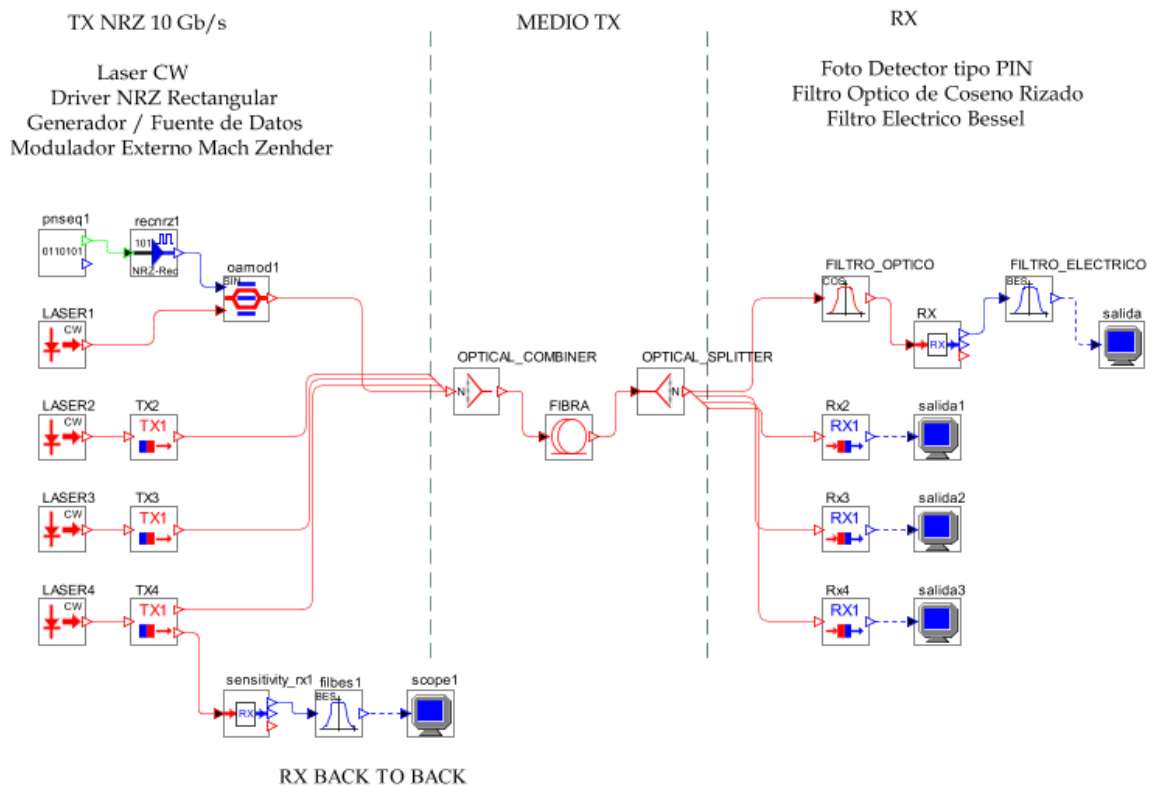 TX NRZ 10 Gb/s
MEDIO TX
RX
Laser CW
Driver NRZ Rectangular
Generador / Fuente de Datos
Modulador Externo Mach Zenhder
Foto Detector tipo PIN
Filtro Optico de Coseno Rizado
Filtro Electrico Bessel
pnseq1
0110101
recnrz1
101
NRZ-Rec
oamod1
SIN
LASER1
CW
LASER2
CW
TX2
TX1
LASER3
CW
TX3
TX1
LASER4
CW
TX4
TX1
sensitivity_rx1
RX
filbes1
BES
scope1
RX BACK TO BACK
OPTICAL_COMBINER
N
FIBRA
OPTICAL_SPLITTER
N
FILTRO_OPTICO
COS
RX
RX
FILTRO_ELECTRICO
BES
salida
Rx2
RX1
salida1
Rx3
RX1
salida2
Rx4
RX1
salida3